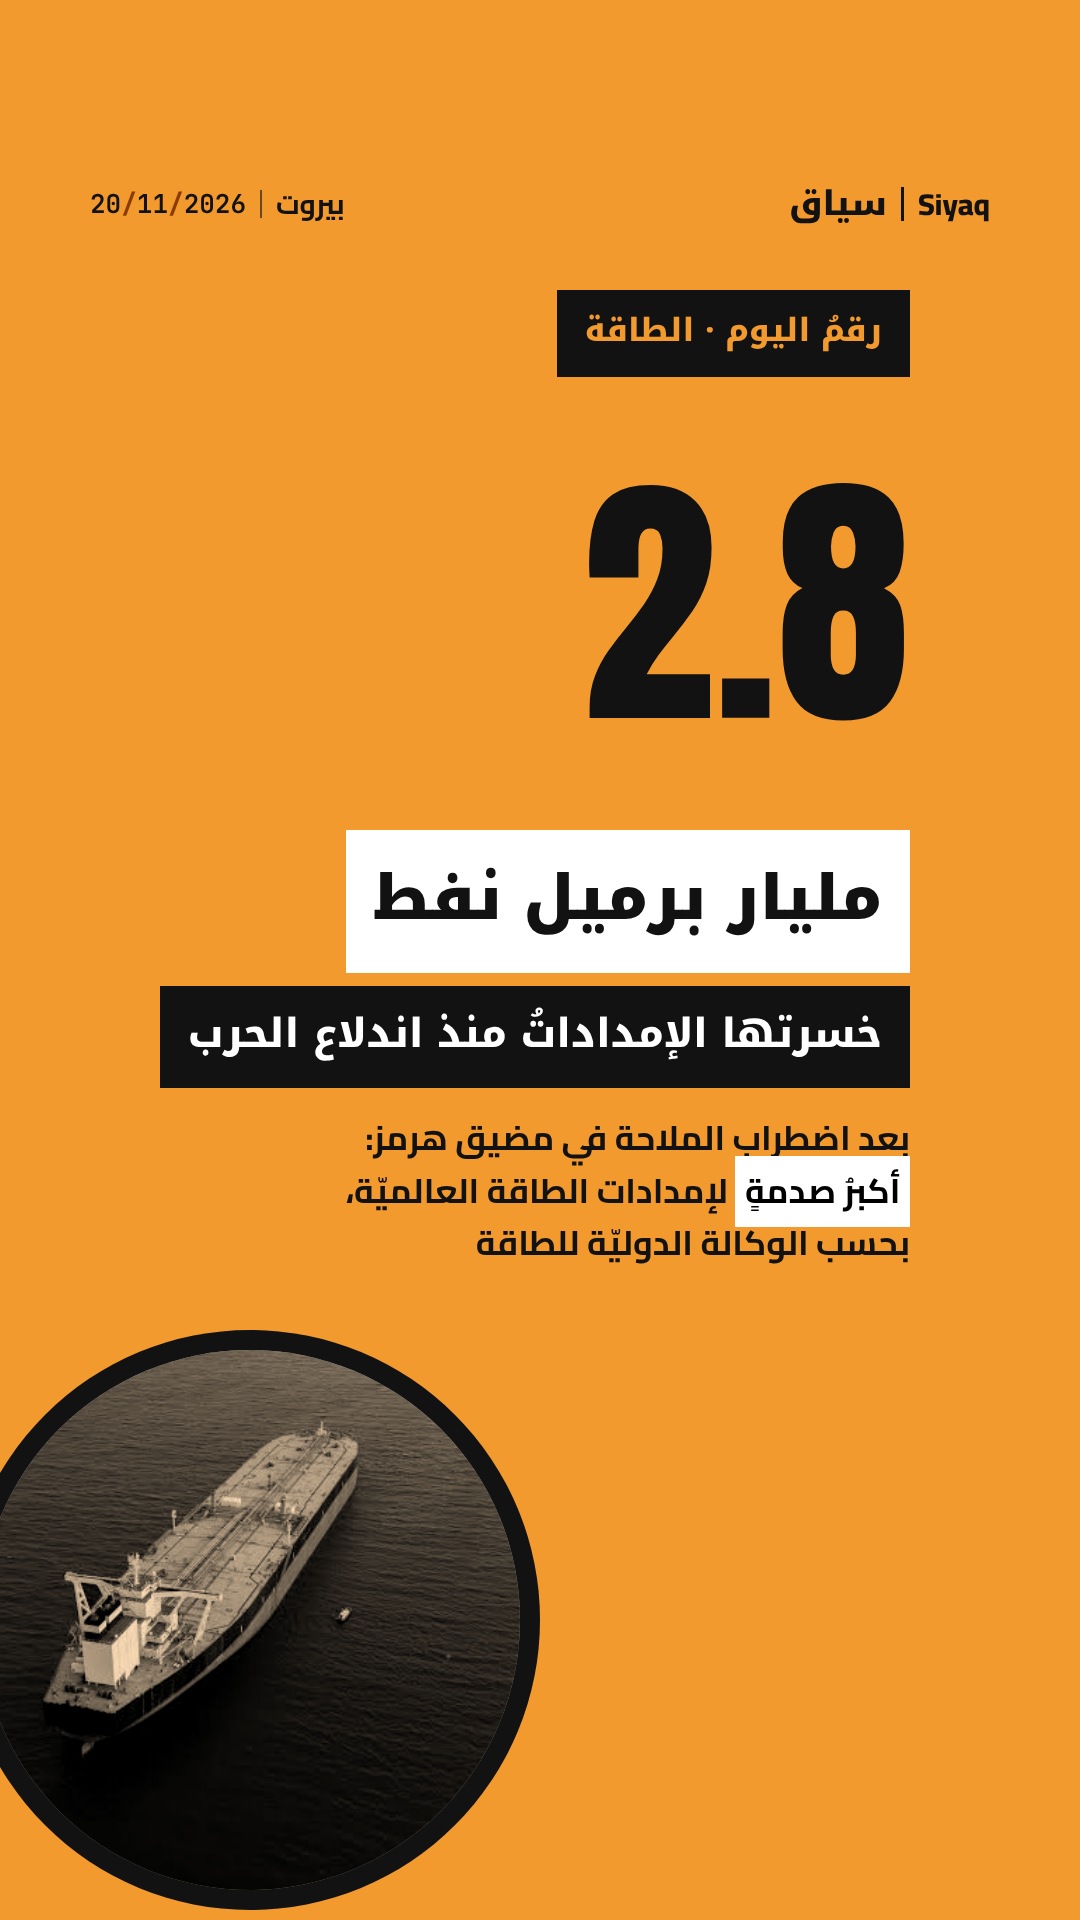 سياق | Siyaq
بيروت | 20/11/2026
رقمُ اليوم · الطاقة
2.8
مليار برميل نفط
خسرتها الإمداداتُ منذ اندلاع الحرب
بعد اضطراب الملاحة في مضيق هرمز:
أكبرُ صدمةٍ لإمدادات الطاقة العالميّة،
بحسب الوكالة الدوليّة للطاقة